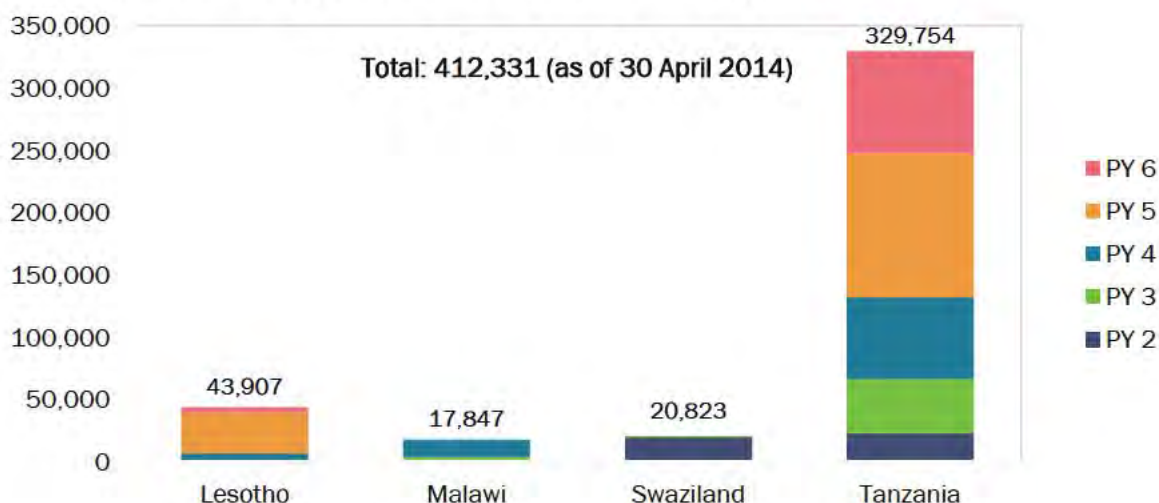 350,000
300,000
250,000
200,000
150,000
100,000
50,000
0
Total: 412,331 (as of 30 April 2014)
43,907
17,847
20,823
329,754
Lesotho
Malawi
Swaziland
Tanzania
PY 6
PY 5
PY 4
PY 3
PY 2